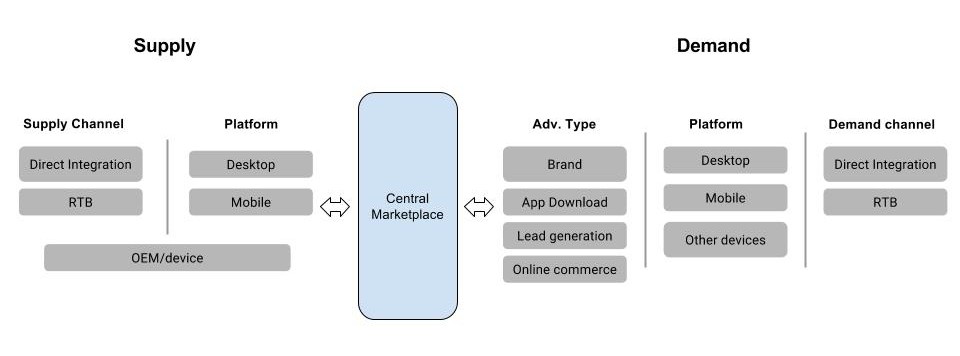 Supply
Demand
Supply Channel
Platform
Direct Integration
Desktop
RTB
Mobile
OEM/device
Central
Marketplace
Adv. Type
Platform
Demand channel
Brand
App Download
Lead generation
Online commerce
Desktop
Mobile
Other devices
Direct Integration
RTB